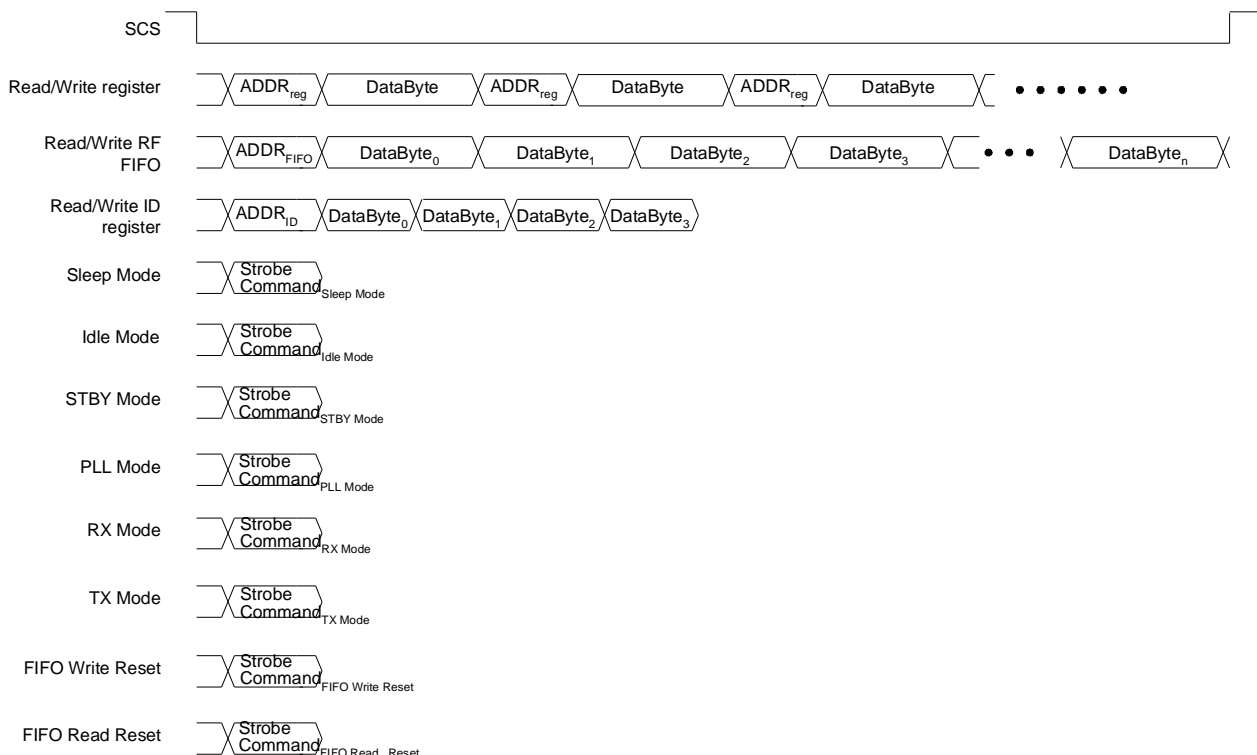 SCS
Read/Write register
ADDRreg DataByte ADDRreg DataByte ADDRreg DataByte
Read/Write RF
FIFO
ADDRFIFO DataByte0 DataByte1 DataByte2 DataByte3 DataByten
Read/Write ID
register
ADDRID DataByte0 DataByte1 DataByte2 DataByte3
Sleep Mode
Strobe
CommandSleep Mode
Idle Mode
Strobe
CommandIdle Mode
STBY Mode
Strobe
CommandSTBY Mode
PLL Mode
Strobe
CommandPLL Mode
RX Mode
Strobe
CommandRX Mode
TX Mode
Strobe
CommandTX Mode
FIFO Write Reset
Strobe
CommandFIFO Write Reset
FIFO Read Reset
Strobe
CommandFIFO Read Reset